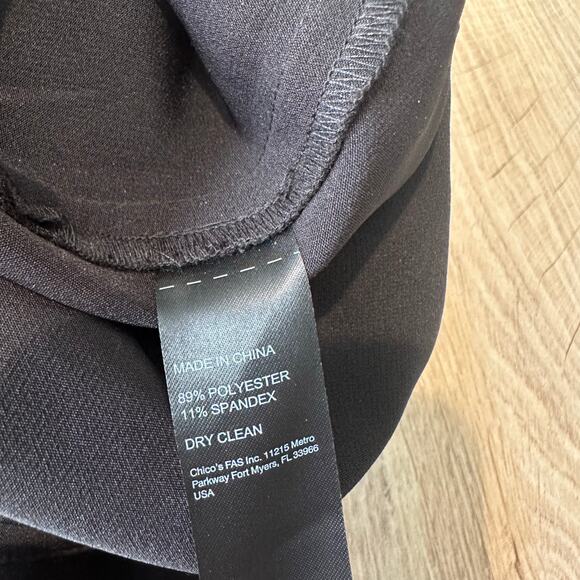 MADE IN CHINA
89% POLYESTER
11% SPANDEX
DRY CLEAN
Chico's FAS Inc. 11215 Metro
Parkway Fort Myers, FL 33966
USA